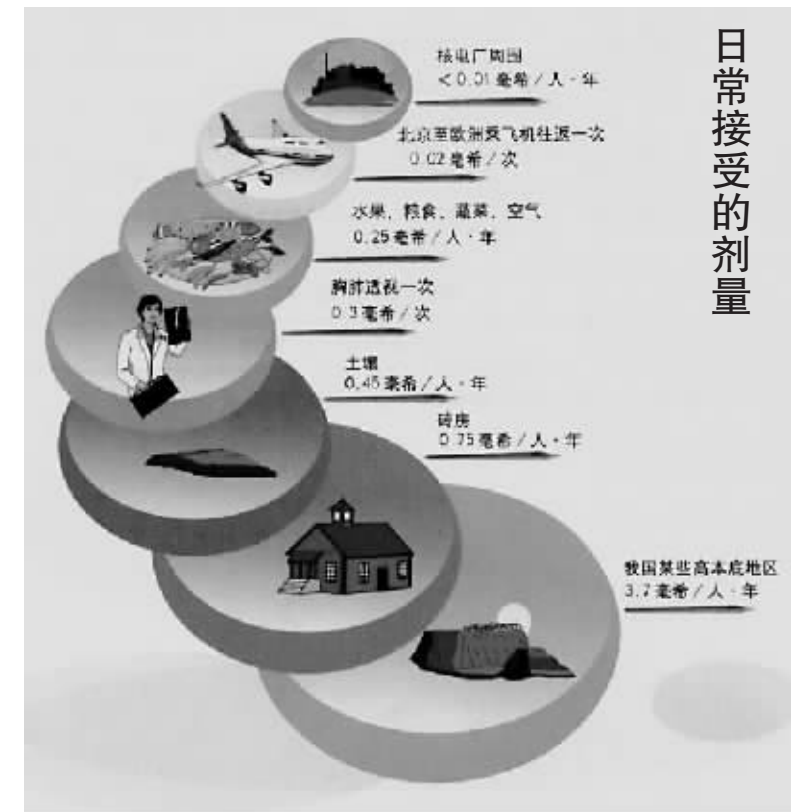 日常接受的剂量
核电厂周围
<0.01毫希/人·年
北京至欧洲乘飞机往返一次
0.02毫希/次
水果、粮食、蔬菜、空气
0.25毫希/人·年
胸肺透视一次
0.3毫希/次
土壤
0.45毫希/人·年
砖房
0.75毫希/人·年
我国某些高本底地区
3.7毫希/人·年